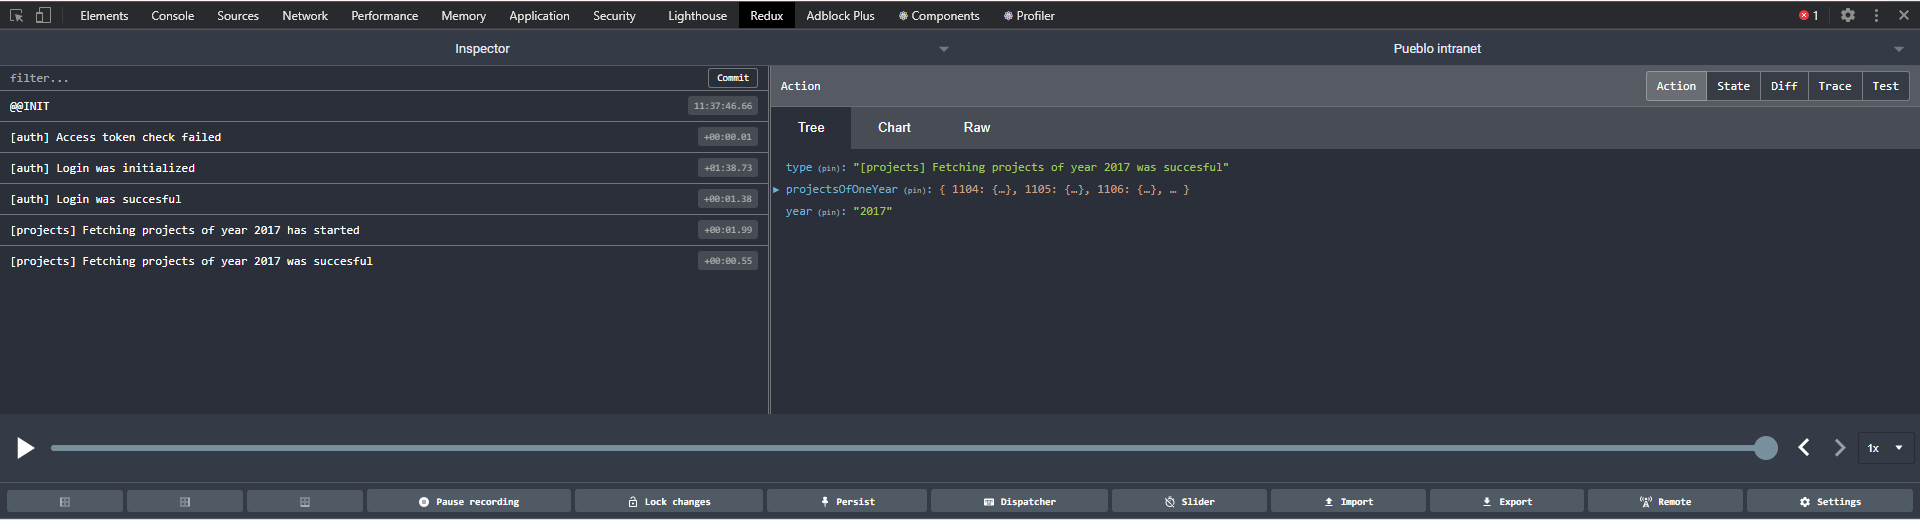 Elements Console Sources Network Performance Memory Application Security Lighthouse Redux Adblock Plus Components Profiler 1
Inspector Pueblo intranet
filter... Commit
@@INIT 11:37:46.66
[auth] Access token check failed +00:00.01
[auth] Login was initialized +01:38.73
[auth] Login was succesful +00:01.38
[projects] Fetching projects of year 2017 has started +00:01.99
[projects] Fetching projects of year 2017 was succesful +00:00.55
Action Action State Diff Trace Test
Tree Chart Raw
type (pin): "[projects] Fetching projects of year 2017 was succesful"
projectsOfOneYear (pin): { 1104: {…}, 1105: {…}, 1106: {…}, … }
year (pin): "2017"
1x
Pause recording Lock changes Persist Dispatcher Slider Import Export Remote Settings